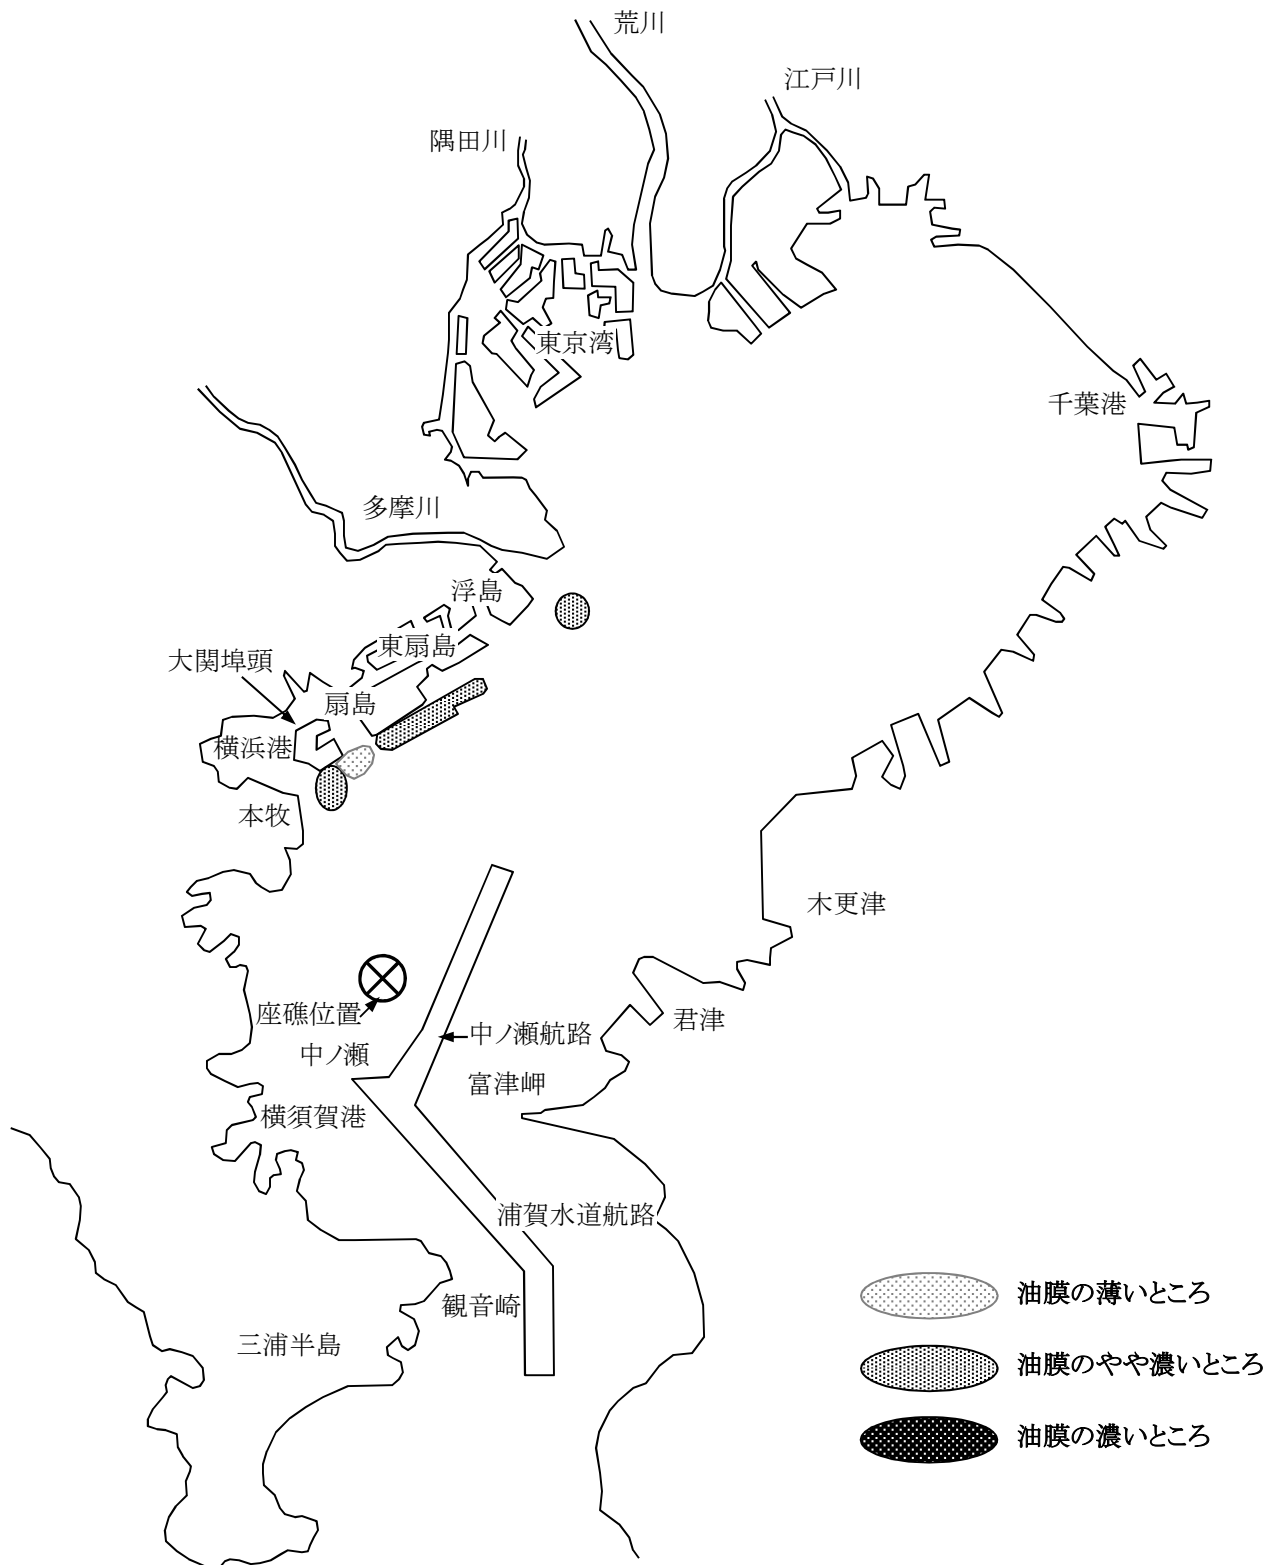 荒川
江戸川
隅田川
東京湾
千葉港
多摩川
浮島
東扇島
大関埠頭
扇島
横浜港
本牧
木更津
座礁位置
君津
中ノ瀬航路
中ノ瀬
富津岬
横須賀港
浦賀水道航路
観音崎
三浦半島
油膜の薄いところ
油膜のやや濃いところ
油膜の濃いところ